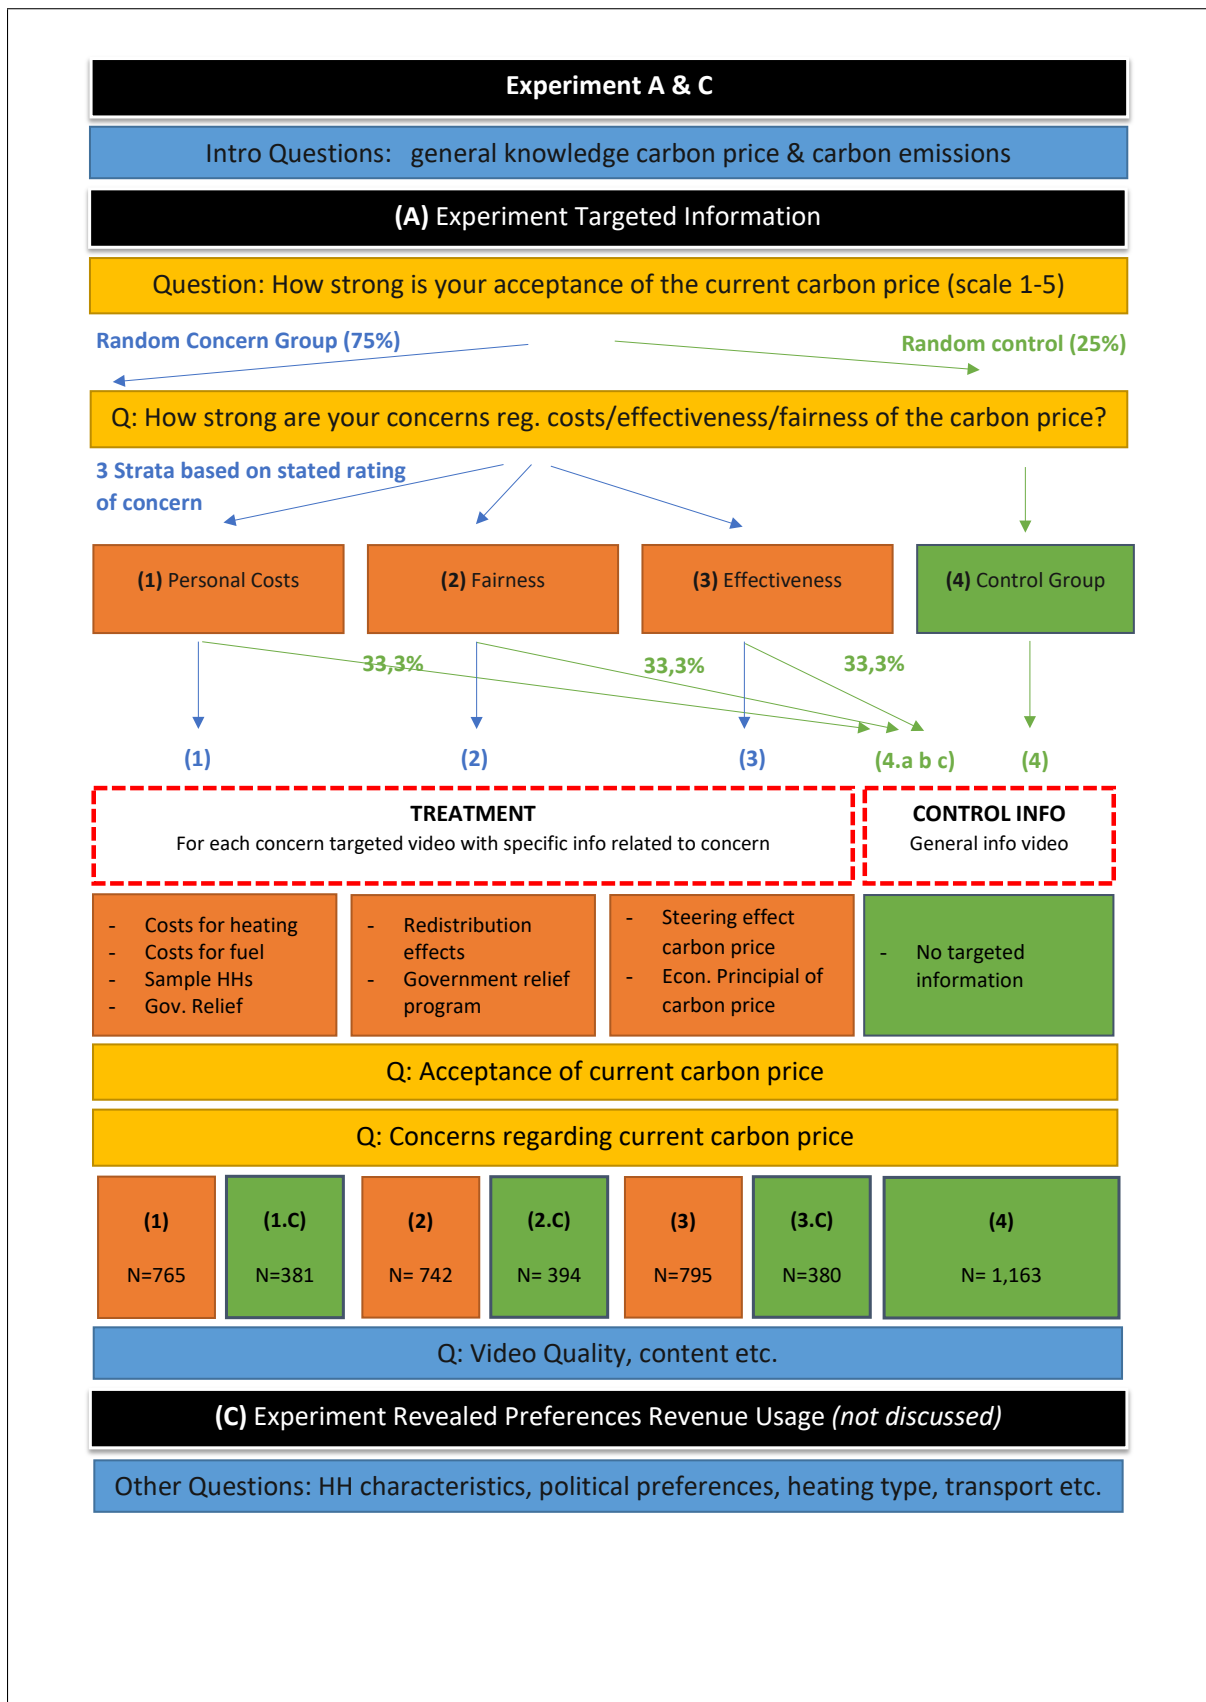 Experiment A & C
Intro Questions: general knowledge carbon price & carbon emissions
(A) Experiment Targeted Information
Question: How strong is your acceptance of the current carbon price (scale 1-5)
Random Concern Group (75%)
Random control (25%)
Q: How strong are your concerns reg. costs/effectiveness/fairness of the carbon price?
3 Strata based on stated rating
of concern
(1) Personal Costs
(2) Fairness
(3) Effectiveness
(4) Control Group
33,3%
33,3%
33,3%
(1)
(2)
(3)
(4.a b c)
(4)
TREATMENT
For each concern targeted video with specific info related to concern
CONTROL INFO
General info video
- Costs for heating
- Costs for fuel
- Sample HHs
- Gov. Relief
- Redistribution
effects
- Government relief
program
- Steering effect
carbon price
- Econ. Principial of
carbon price
- No targeted
information
Q: Acceptance of current carbon price
Q: Concerns regarding current carbon price
(1)
N=765
(1.C)
N=381
(2)
N= 742
(2.C)
N= 394
(3)
N=795
(3.C)
N=380
(4)
N= 1,163
Q: Video Quality, content etc.
(C) Experiment Revealed Preferences Revenue Usage (not discussed)
Other Questions: HH characteristics, political preferences, heating type, transport etc.